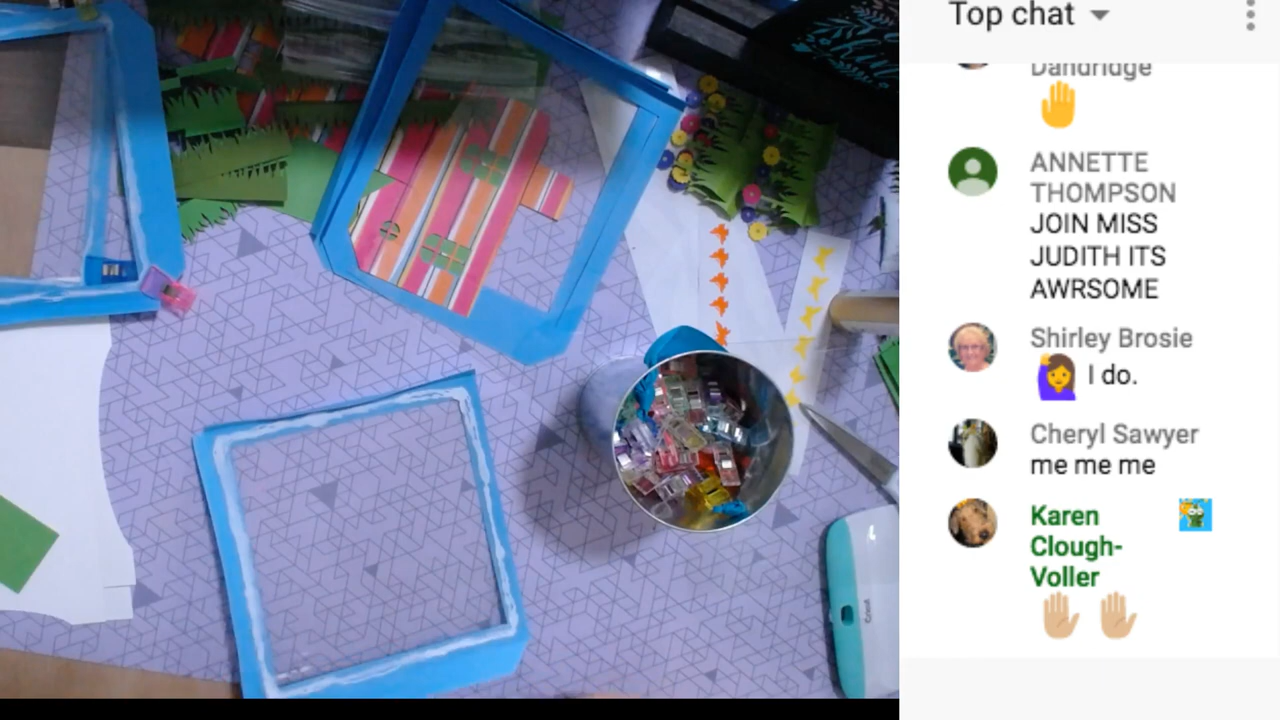 Top chat
Dandridge
ANNETTE
THOMPSON
JOIN MISS
JUDITH ITS
AWRSOME
Shirley Brosie
I do.
Cheryl Sawyer
me me me
Karen
Clough-
Voller
cricut